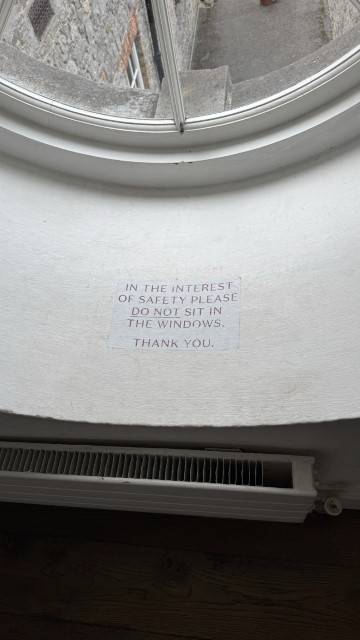 IN THE INTEREST
OF SAFETY PLEASE
DO NOT SIT IN
THE WINDOWS.
THANK YOU.